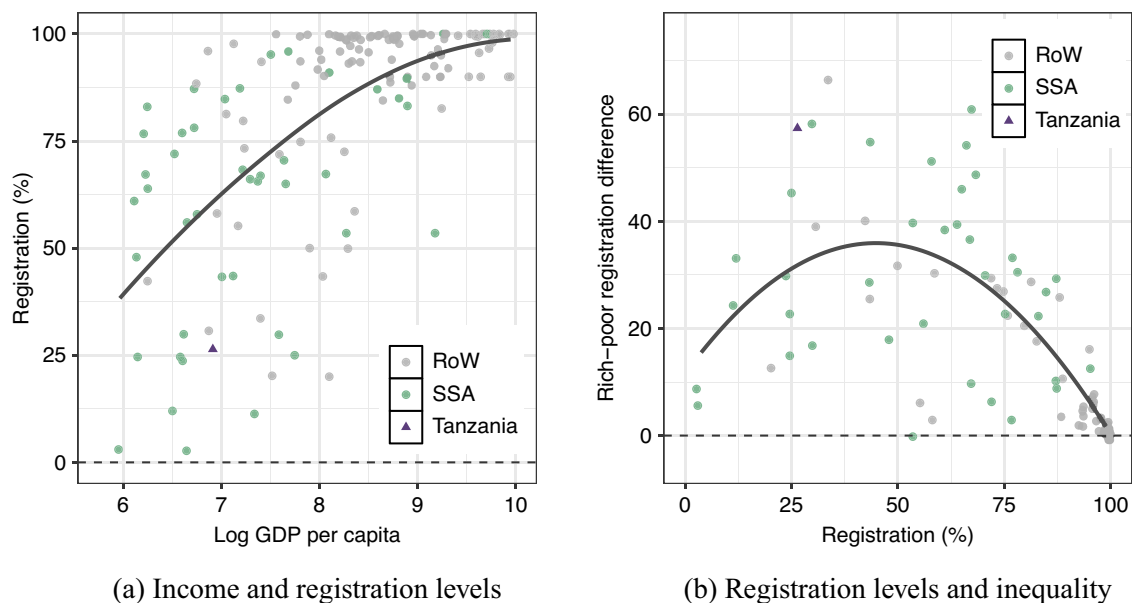 100
75
50
25
0
Registration (%)
6
7
8
9
10
Log GDP per capita
RoW
SSA
Tanzania
(a) Income and registration levels
60
40
20
0
Rich−poor registration difference
0
25
50
75
100
Registration (%)
RoW
SSA
Tanzania
(b) Registration levels and inequality